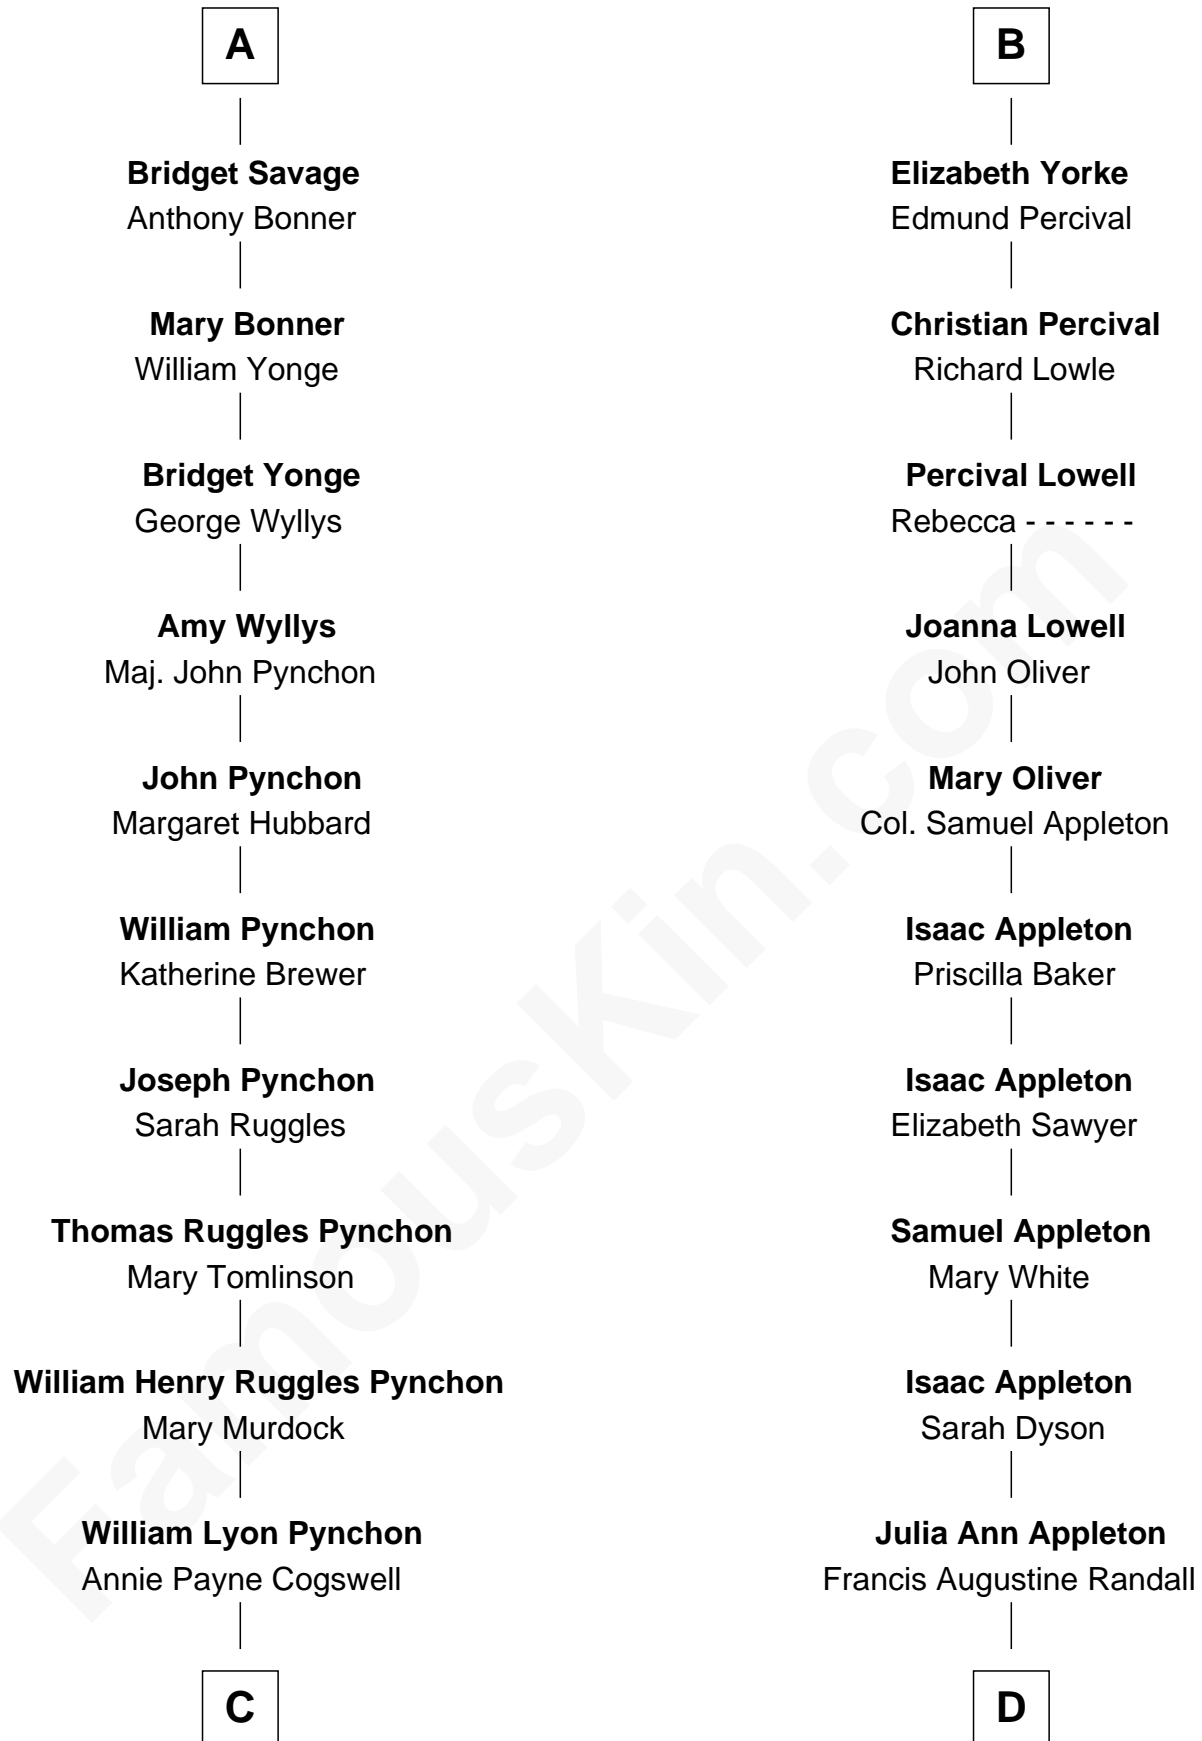 A
Bridget Savage
Anthony Bonner
Mary Bonner
William Yonge
Bridget Yonge
George Wyllys
Amy Wyllys
Maj. John Pynchon
John Pynchon
Margaret Hubbard
William Pynchon
Katherine Brewer
Joseph Pynchon
Sarah Ruggles
Thomas Ruggles Pynchon
Mary Tomlinson
William Henry Ruggles Pynchon
Mary Murdock
William Lyon Pynchon
Annie Payne Cogswell
C
B
Elizabeth Yorke
Edmund Percival
Christian Percival
Richard Lowle
Percival Lowell
Rebecca - - - - - -
Joanna Lowell
John Oliver
Mary Oliver
Col. Samuel Appleton
Isaac Appleton
Priscilla Baker
Isaac Appleton
Elizabeth Sawyer
Samuel Appleton
Mary White
Isaac Appleton
Sarah Dyson
Julia Ann Appleton
Francis Augustine Randall
D
FamousKin.com